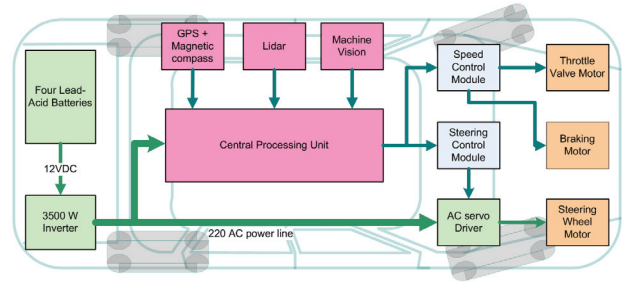 Four Lead-
Acid Batteries
12VDC
3500 W
Inverter
GPS +
Magnetic
compass
Lidar
Machine
Vision
Central Processing Unit
220 AC power line
Speed
Control
Module
Steering
Control
Module
AC servo
Driver
Throttle
Valve Motor
Braking
Motor
Steering
Wheel
Motor